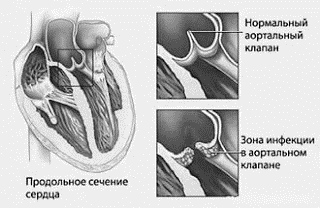 Нормальный
аортальный
клапан
Зона инфекции
в аортальном
клапане
Продольное сечение
сердца